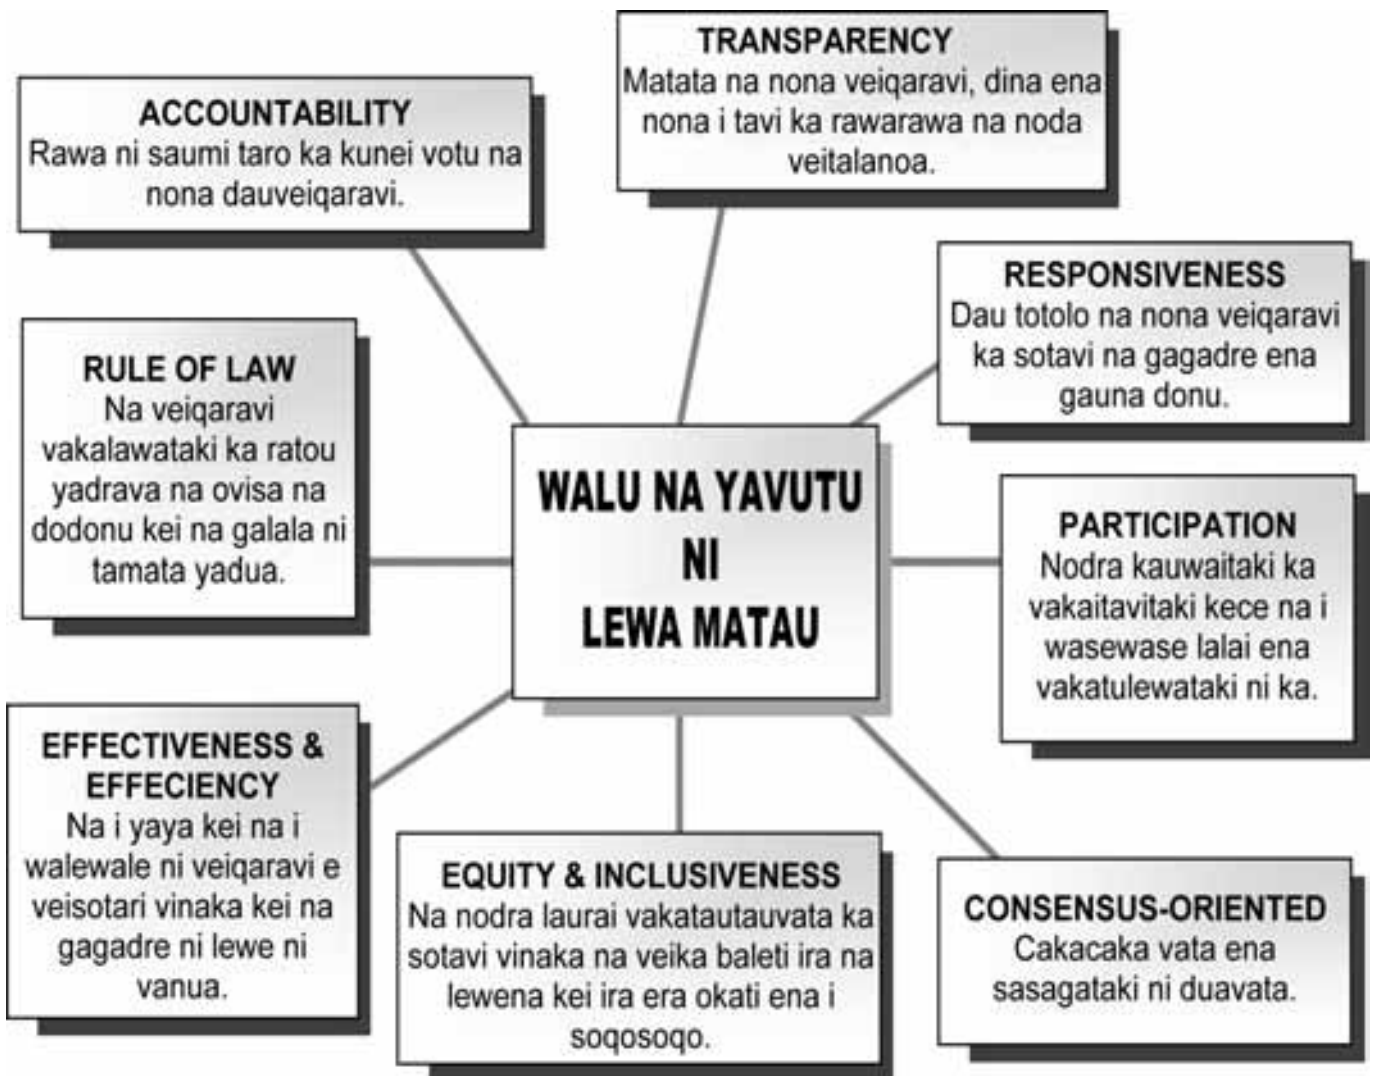 TRANSPARENCY
Matata na nona veiqaravi, dina ena
nona i tavi ka rawarawa na noda
veitalanoa.
ACCOUNTABILITY
Rawa ni saumi taro ka kunei votu na
nona dauveiqaravi.
RESPONSIVENESS
Dau totolo na nona veiqaravi
ka sotavi na gagadre ena
gauna donu.
RULE OF LAW
Na veiqaravi
vakalawataki ka ratou
yadrava na ovisa na
dodonu kei na galala ni
tamata yadua.
WALU NA YAVUTU
NI
LEWA MATAU
PARTICIPATION
Nodra kauwaitaki ka
vakaitavitaki kece na i
wasewase lalai ena
vakatulewataki ni ka.
EFFECTIVENESS &
EFFECIENCY
Na i yaya kei na i
walewale ni veiqaravi e
veisotari vinaka kei na
gagadre ni lewe ni
vanua.
EQUITY & INCLUSIVENESS
Na nodra laurai vakatautauvata ka
sotavi vinaka na veika baleti ira na
lewena kei ira era okati ena i
soqosoqo.
CONSENSUS-ORIENTED
Cakacaka vata ena
sasagataki ni duavata.